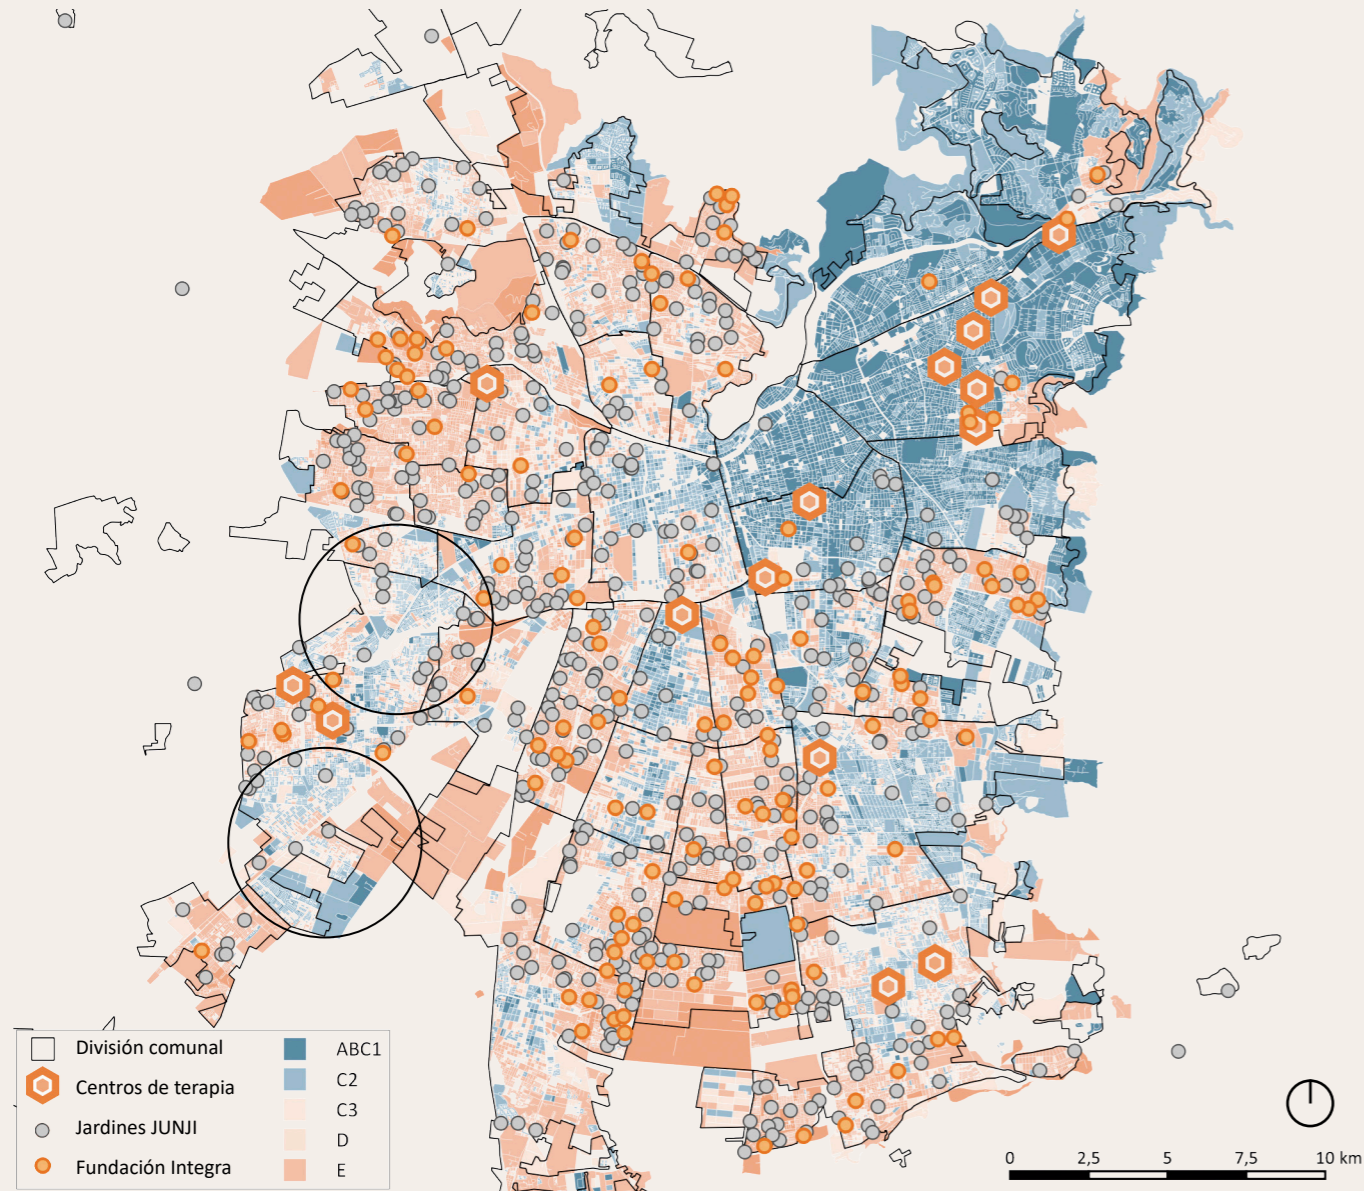 División comunal
Centros de terapia
Jardines JUNJI
Fundación Integra
ABC1
C2
C3
D
E
0 2,5 5 7,5 10 km